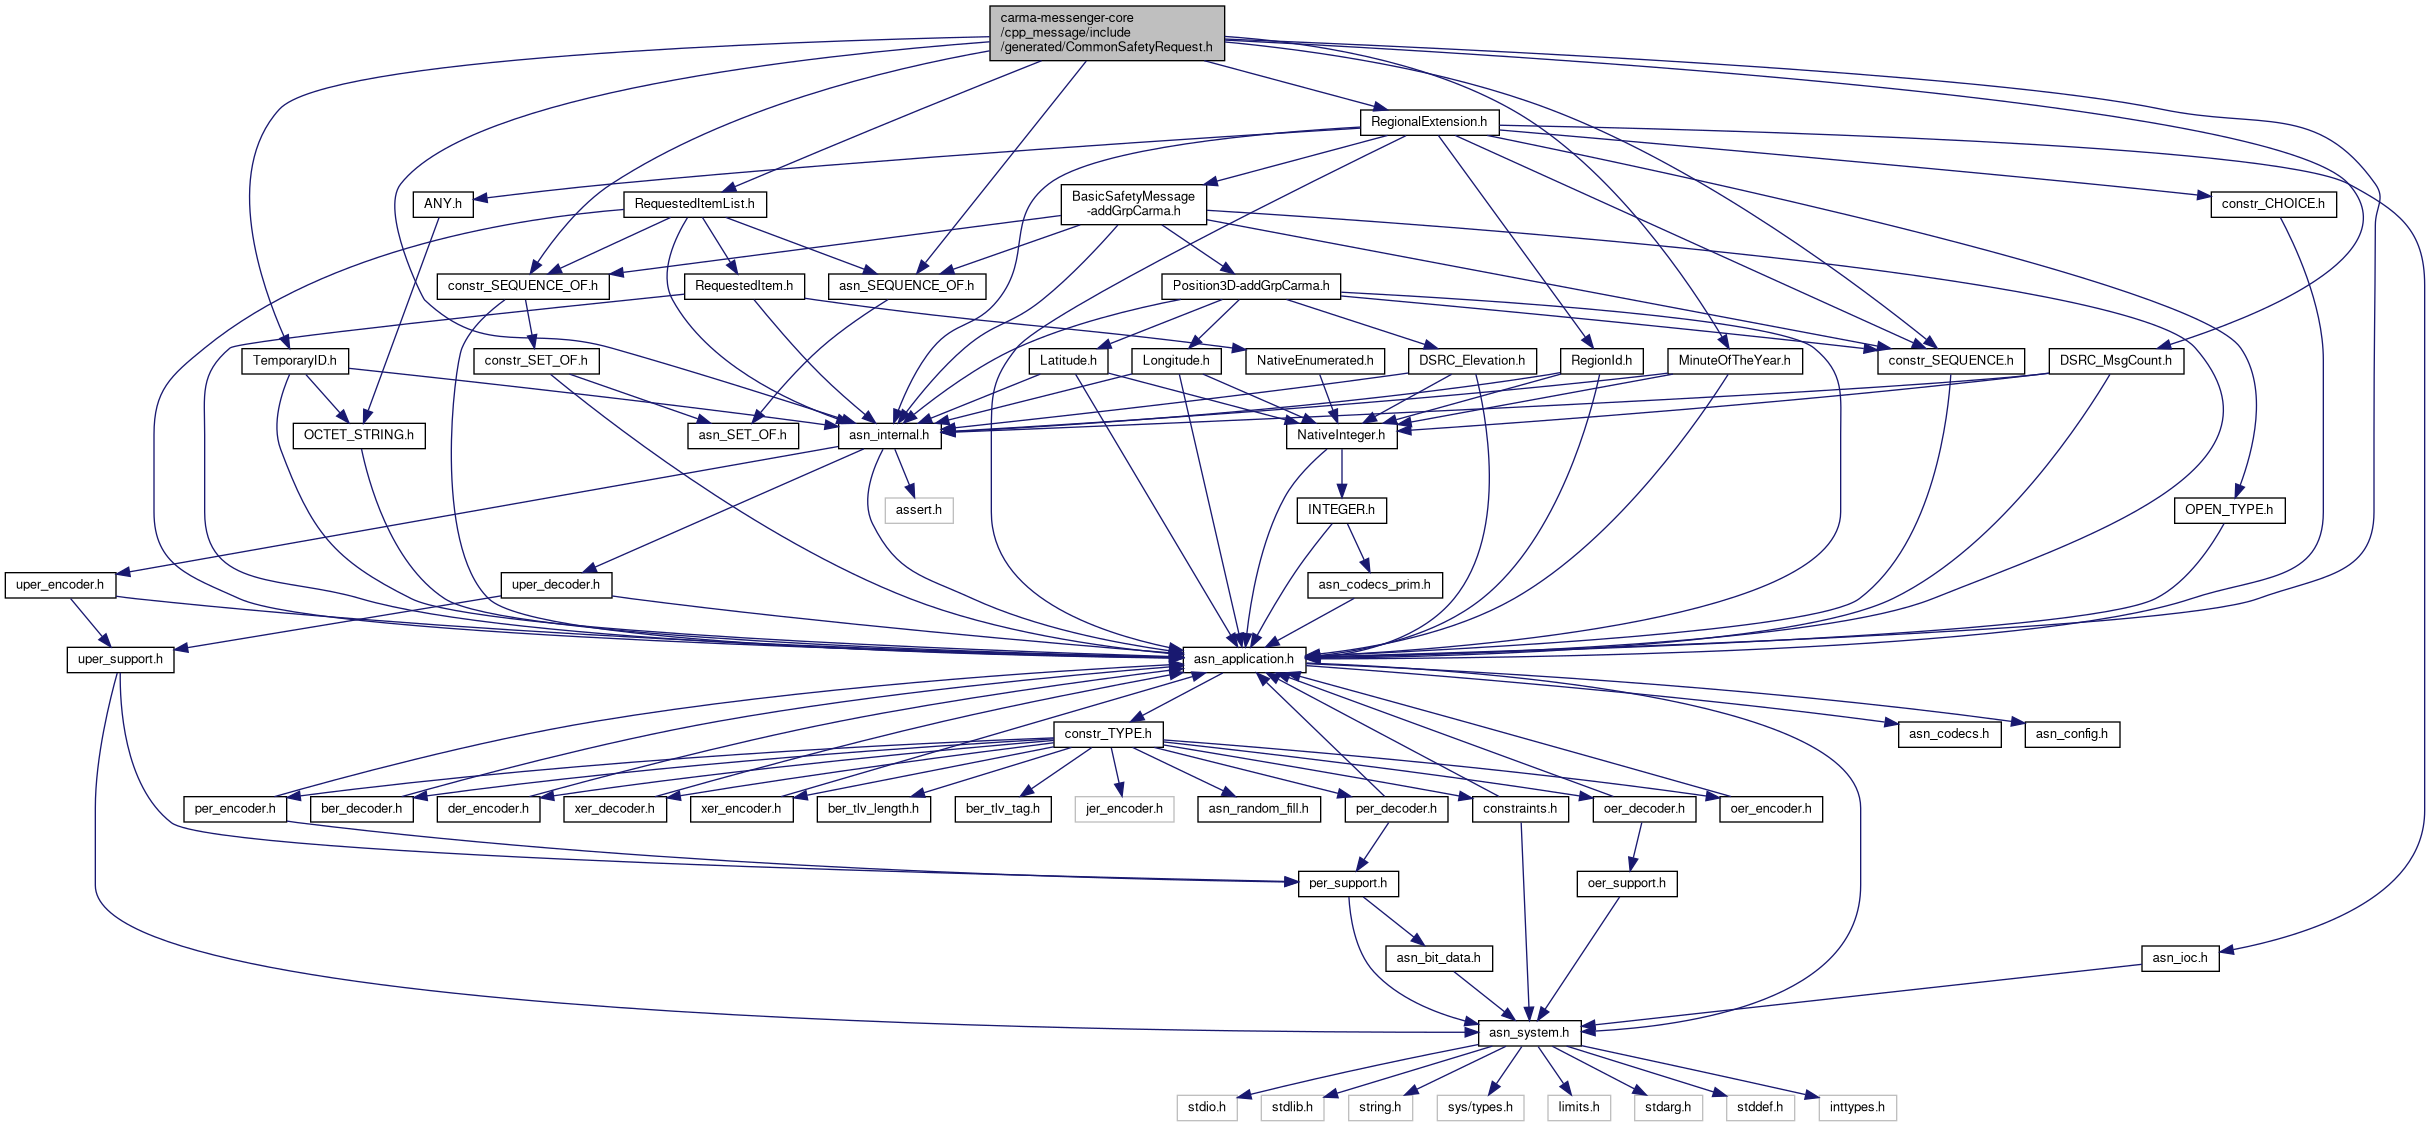 carma-messenger-core
/cpp_message/include
/generated/CommonSafetyRequest.h
RegionalExtension.h
ANY.h
RequestedItemList.h
BasicSafetyMessage
-addGrpCarma.h
constr_CHOICE.h
constr_SEQUENCE_OF.h
RequestedItem.h
asn_SEQUENCE_OF.h
Position3D-addGrpCarma.h
TemporaryID.h
constr_SET_OF.h
Latitude.h
Longitude.h
NativeEnumerated.h
DSRC_Elevation.h
RegionId.h
MinuteOfTheYear.h
constr_SEQUENCE.h
DSRC_MsgCount.h
OCTET_STRING.h
asn_SET_OF.h
asn_internal.h
NativeInteger.h
assert.h
INTEGER.h
OPEN_TYPE.h
uper_encoder.h
uper_decoder.h
asn_codecs_prim.h
uper_support.h
asn_application.h
constr_TYPE.h
asn_codecs.h
asn_config.h
per_encoder.h
ber_decoder.h
der_encoder.h
xer_decoder.h
xer_encoder.h
ber_tlv_length.h
ber_tlv_tag.h
jer_encoder.h
asn_random_fill.h
per_decoder.h
constraints.h
oer_decoder.h
oer_encoder.h
per_support.h
oer_support.h
asn_bit_data.h
asn_ioc.h
asn_system.h
stdio.h
stdlib.h
string.h
sys/types.h
limits.h
stdarg.h
stddef.h
inttypes.h